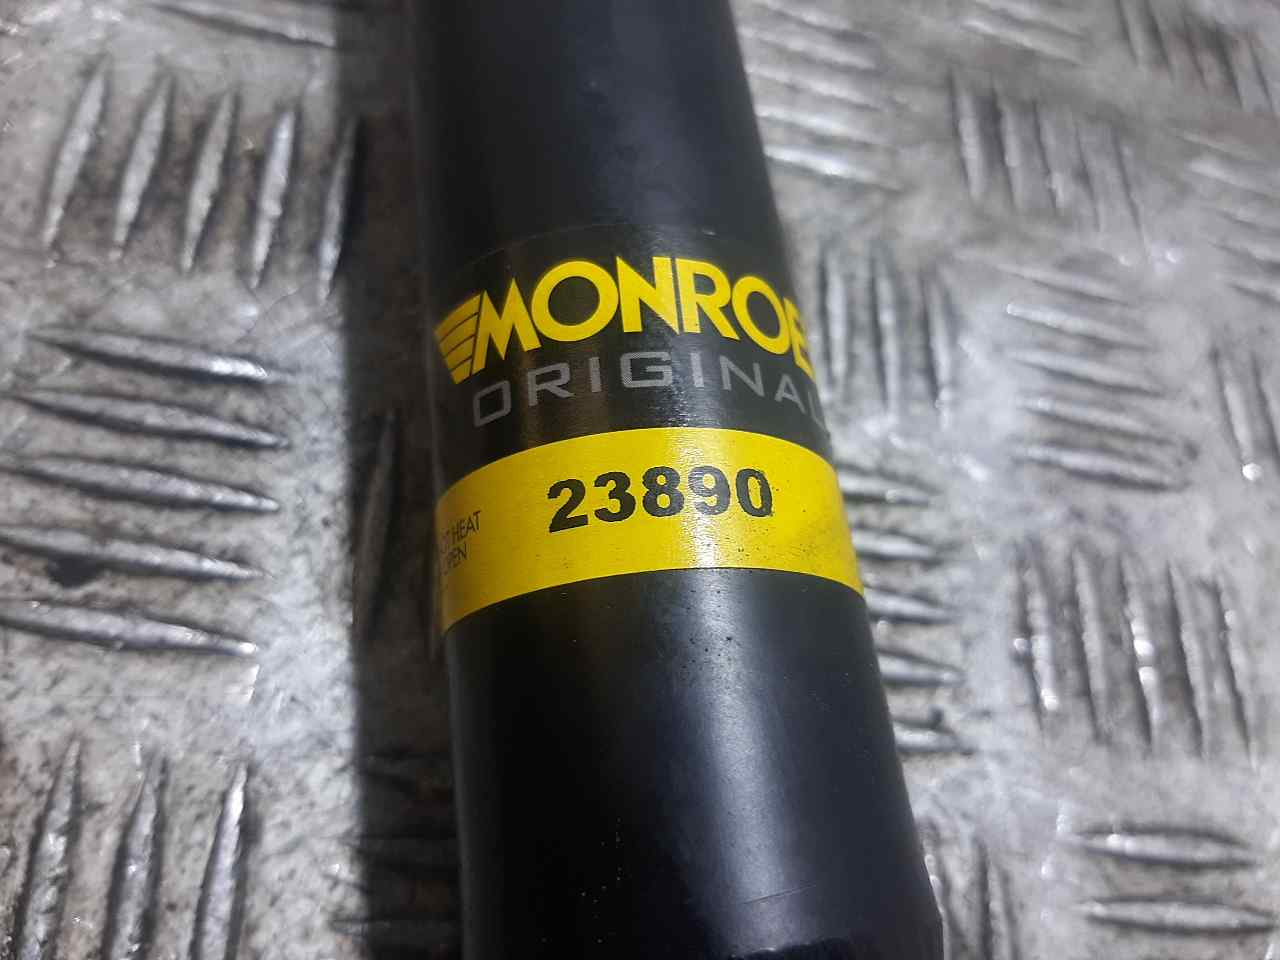 MONROE
ORIGINAL
23890
HEAT
OPEN